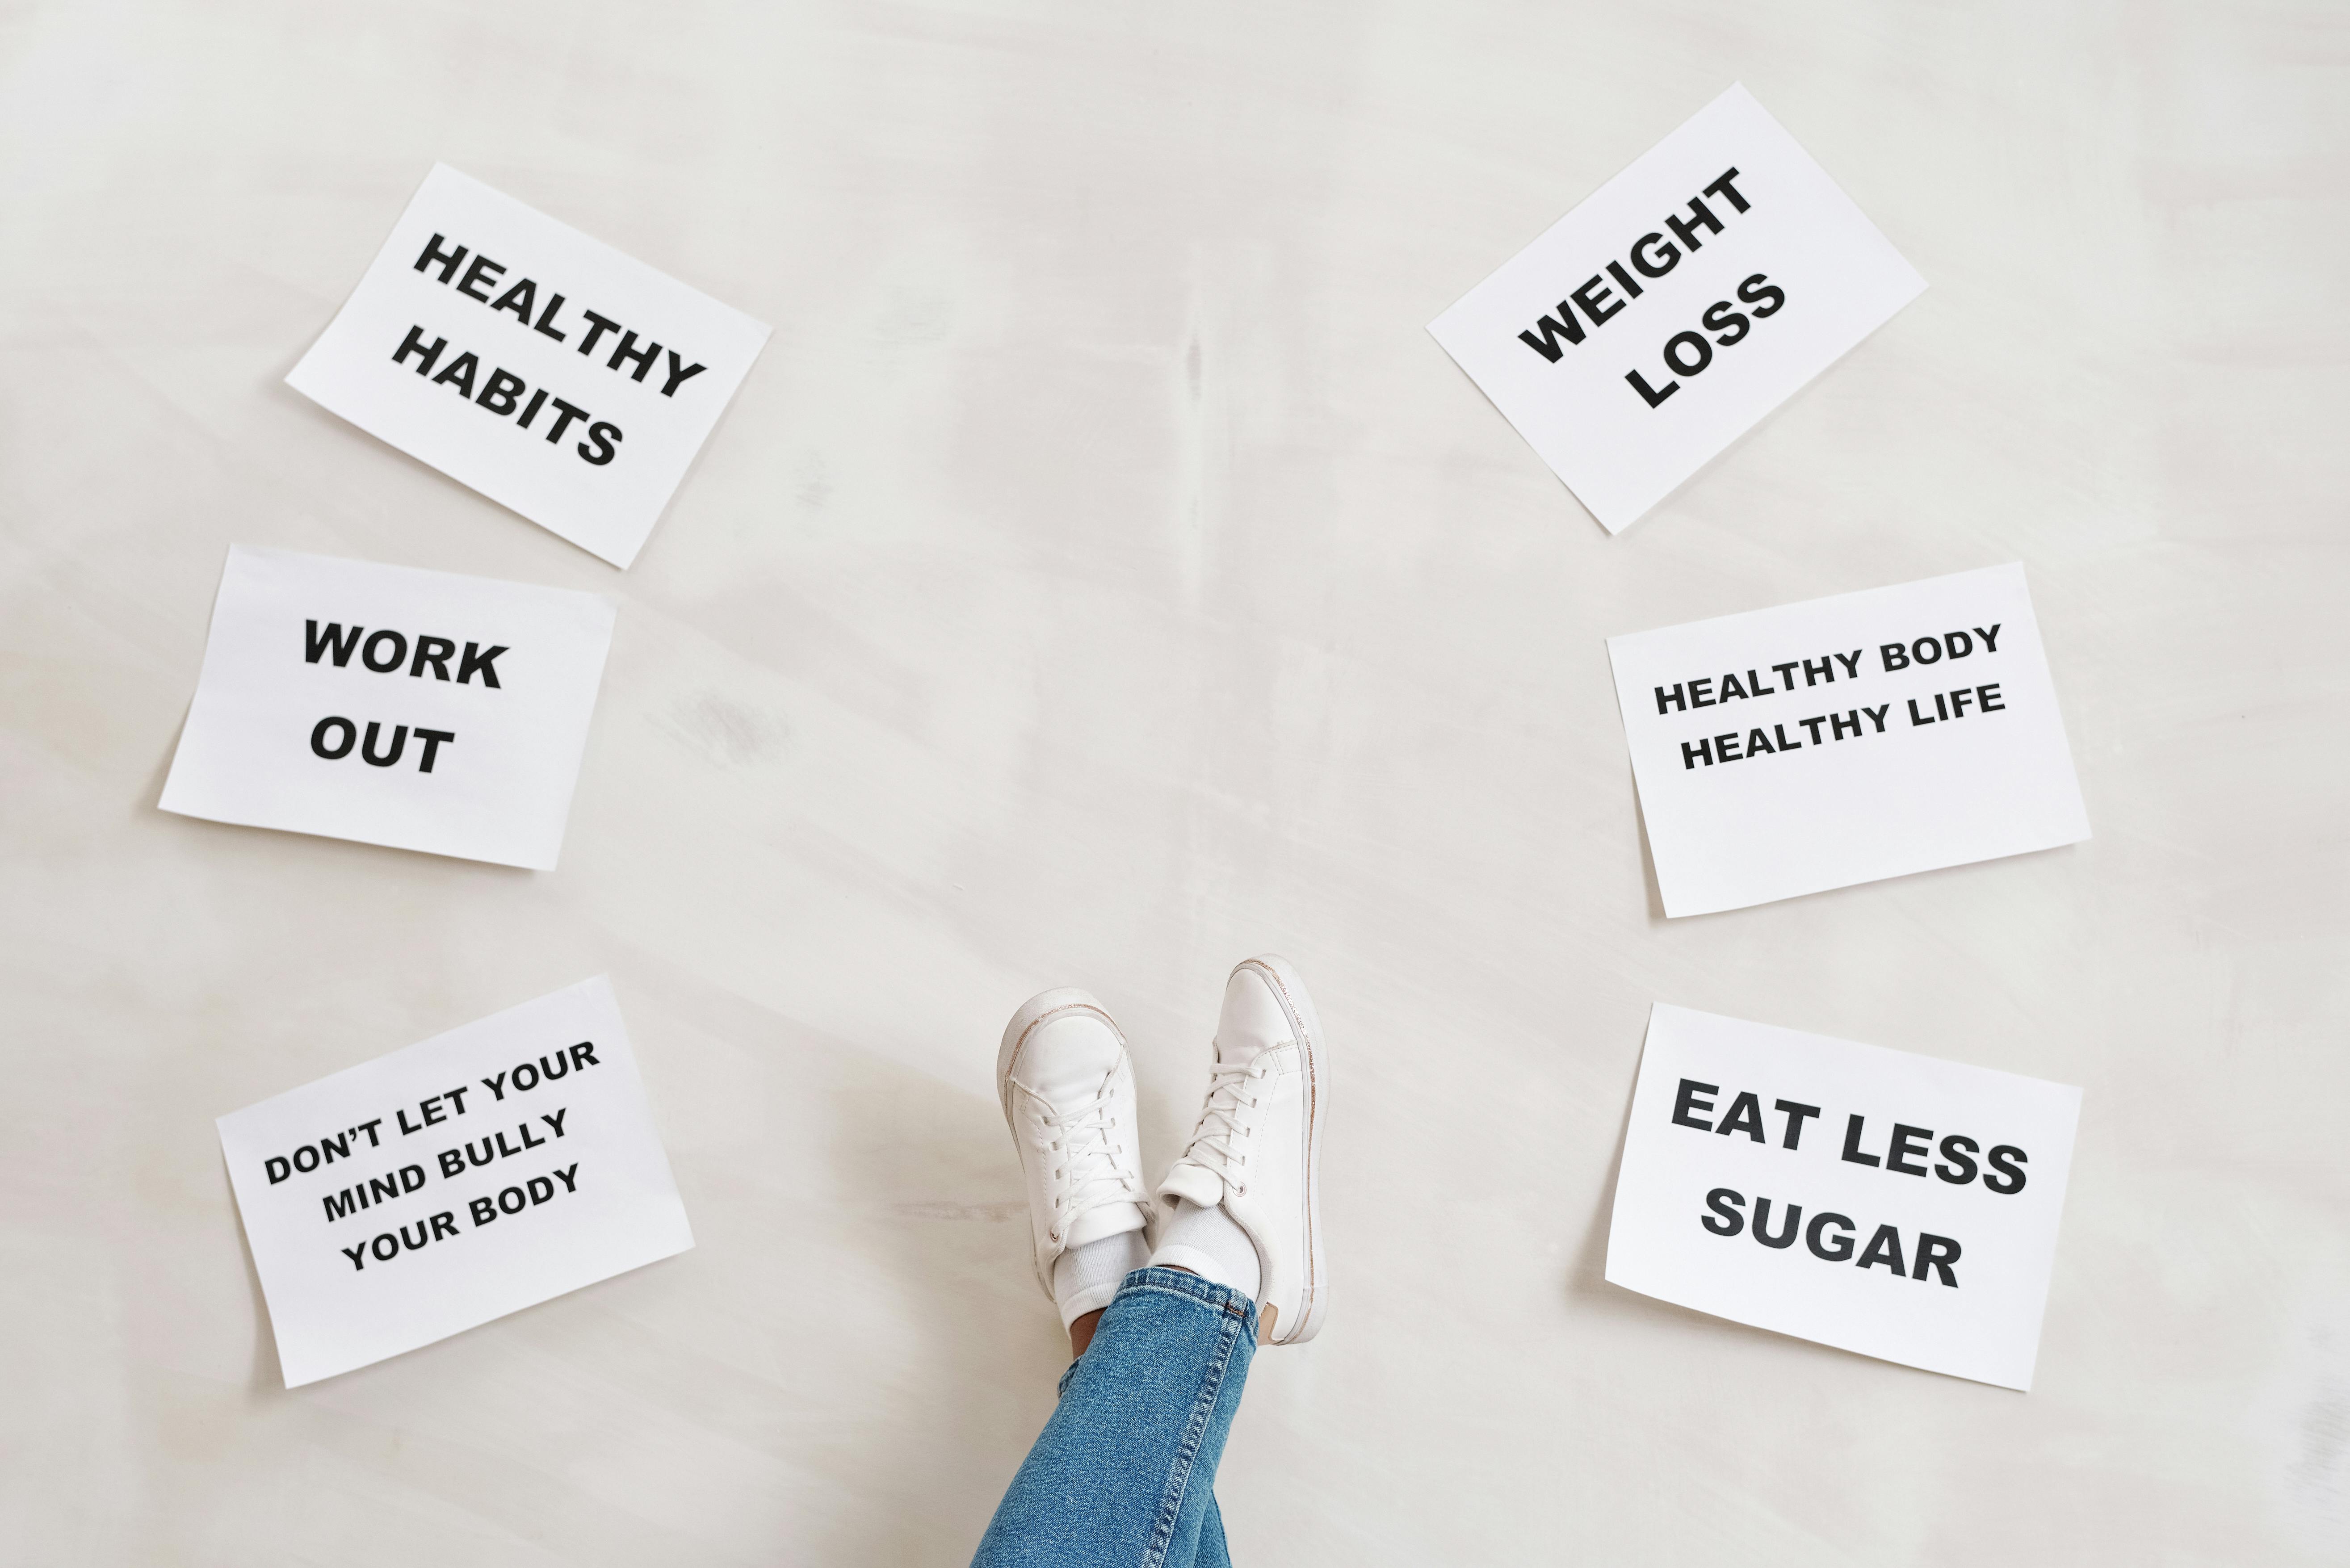 HEALTHY
HABITS
WORK
OUT
DON'T LET YOUR
MIND BULLY
YOUR BODY
WEIGHT
LOSS
HEALTHY BODY
HEALTHY LIFE
EAT LESS
SUGAR